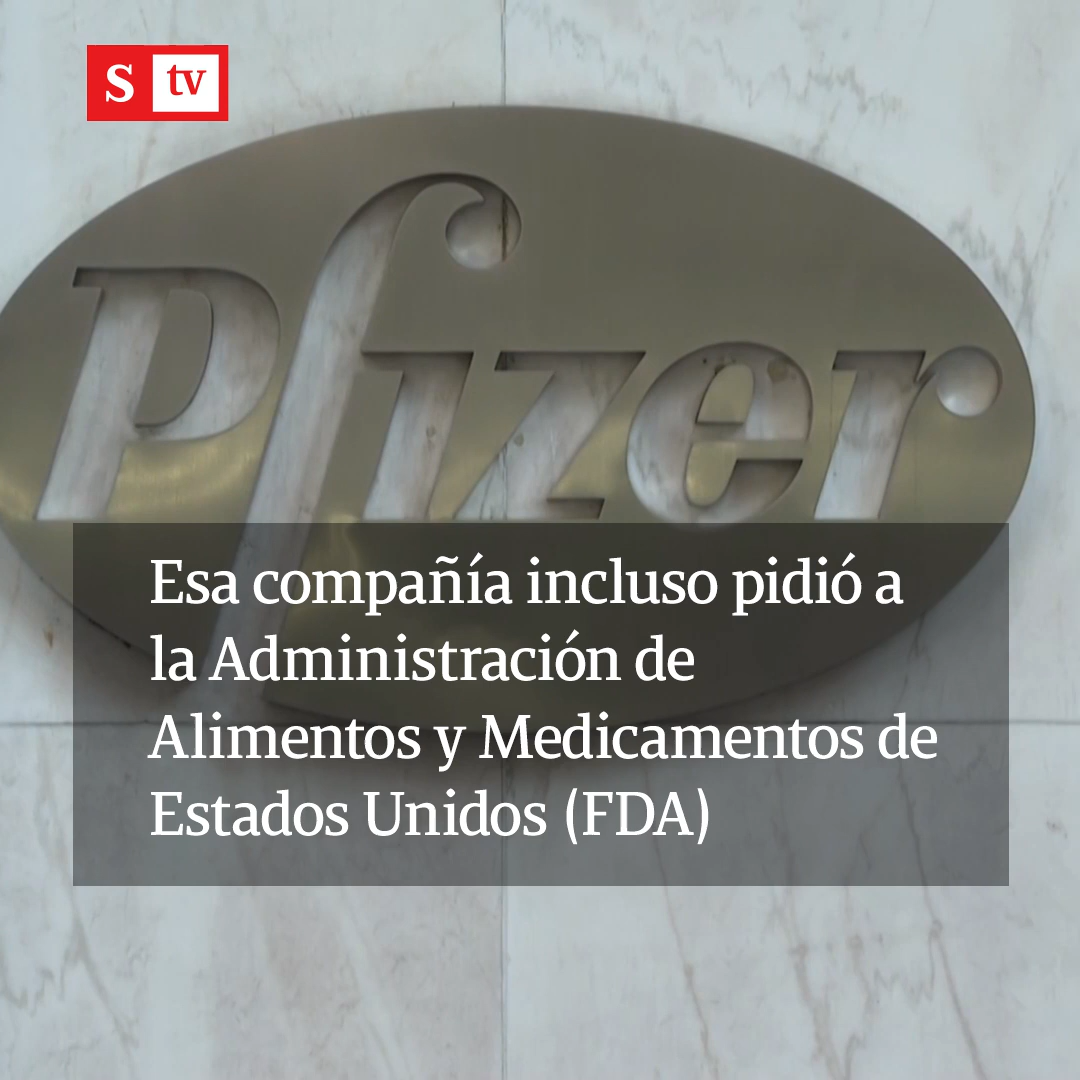 S tv
Pfizer
Esa compañía incluso pidió a
la Administración de
Alimentos y Medicamentos de
Estados Unidos (FDA)